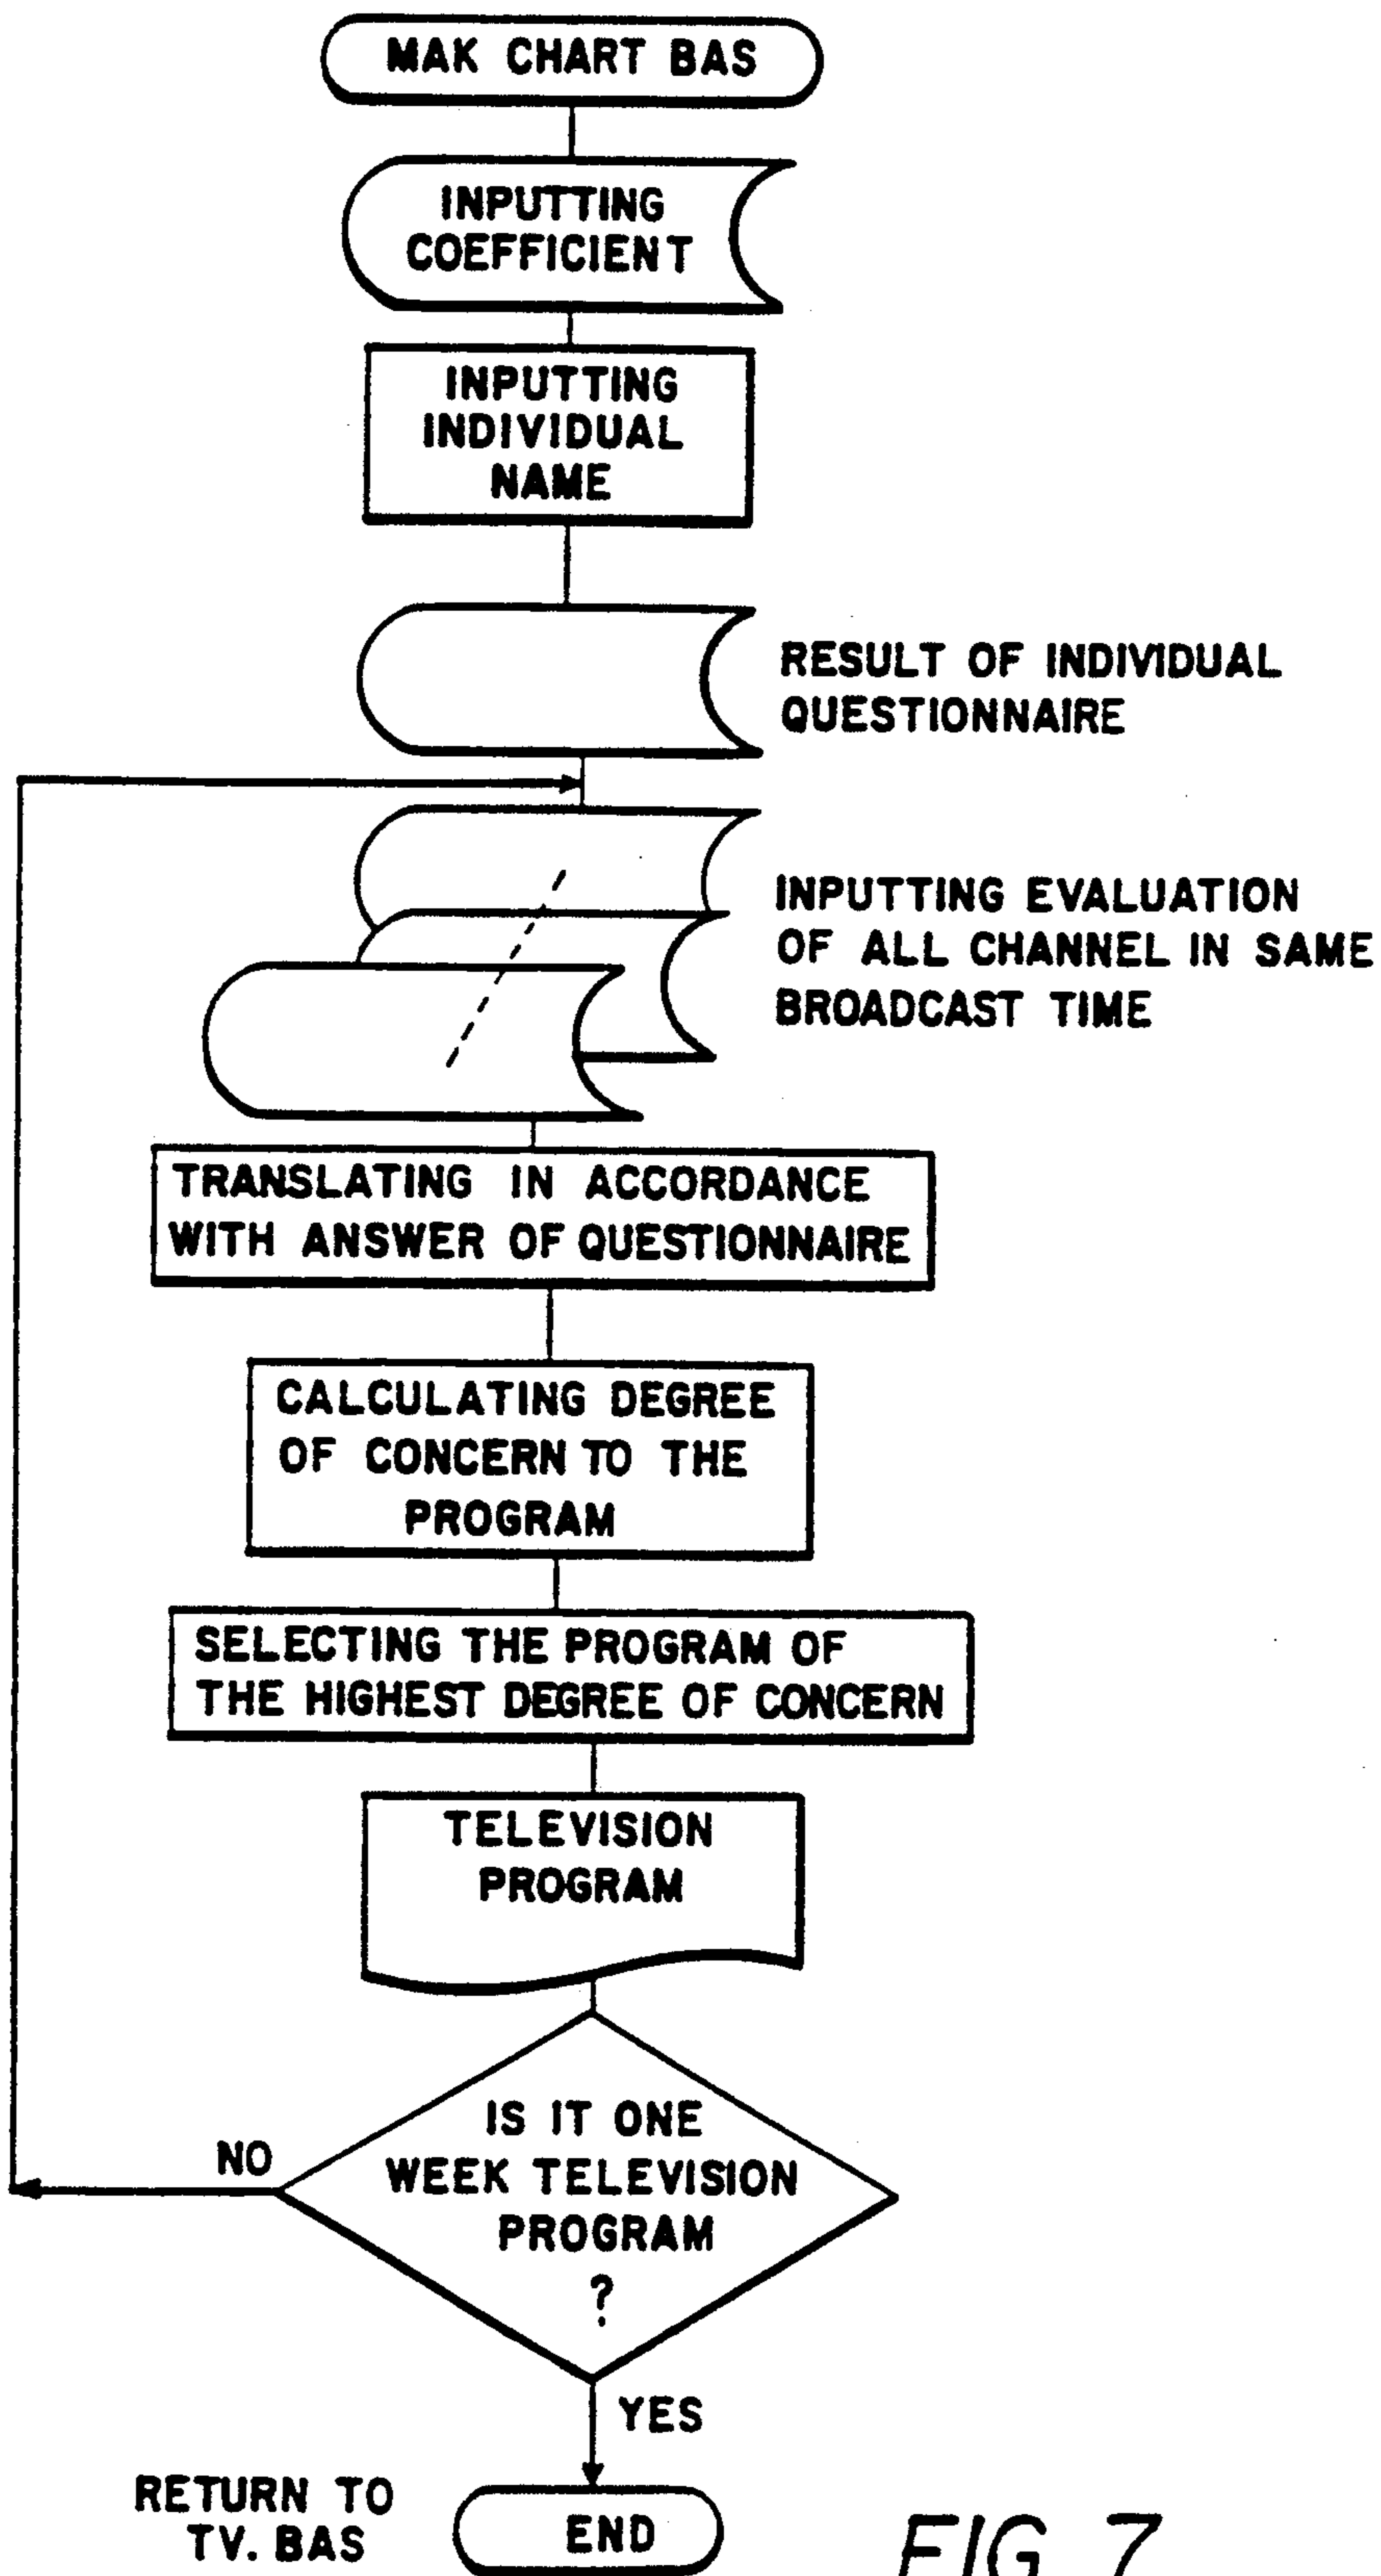 MAK CHART BAS
INPUTTING
COEFFICIENT
INPUTTING
INDIVIDUAL
NAME
RESULT OF INDIVIDUAL
QUESTIONNAIRE
INPUTTING EVALUATION
OF ALL CHANNEL IN SAME
BROADCAST TIME
TRANSLATING IN ACCORDANCE
WITH ANSWER OF QUESTIONNAIRE
CALCULATING DEGREE
OF CONCERN TO THE
PROGRAM
SELECTING THE PROGRAM OF
THE HIGHEST DEGREE OF CONCERN
TELEVISION
PROGRAM
IS IT ONE
WEEK TELEVISION
PROGRAM
?
NO
YES
RETURN TO
TV. BAS
END
FIG. 7